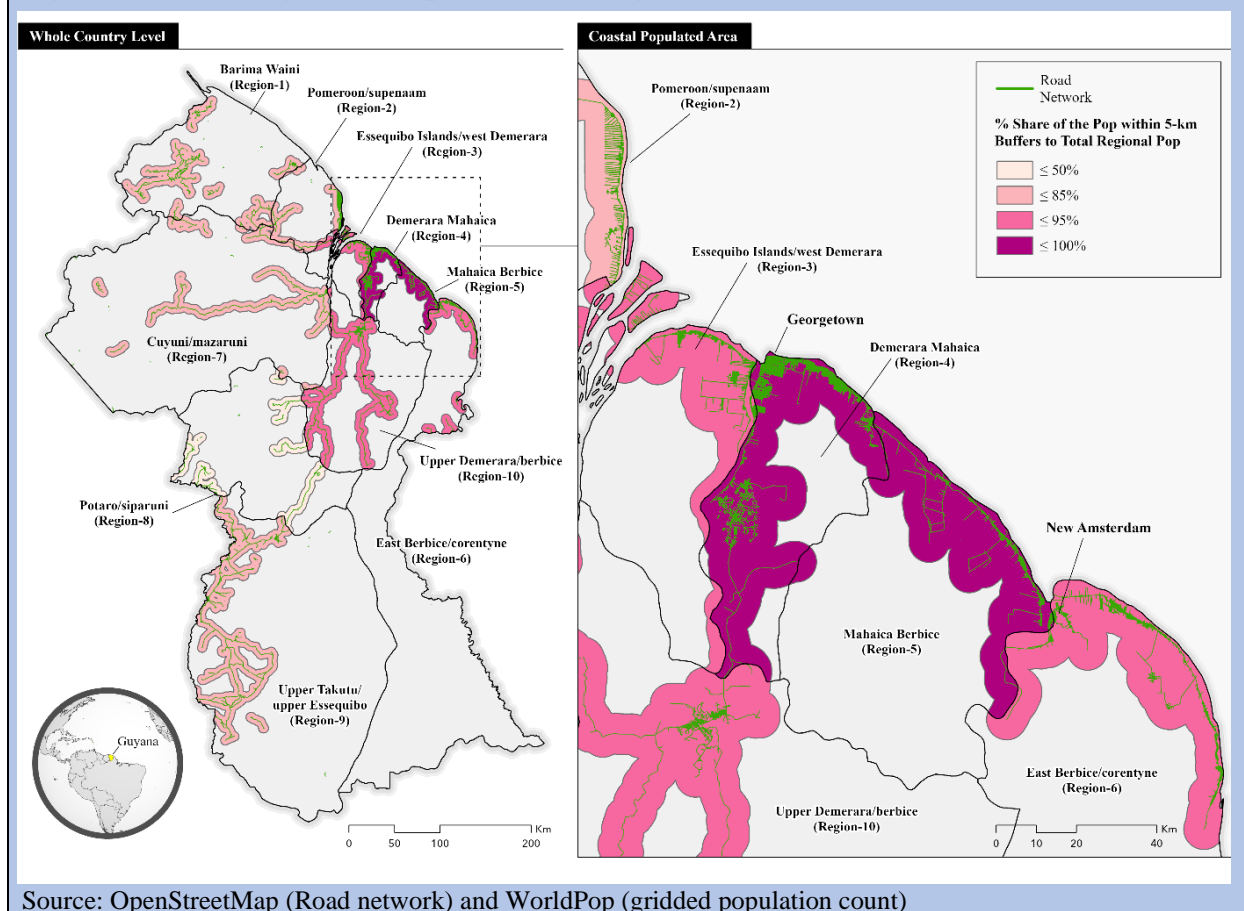 Whole Country Level
Barima Waini
(Region-1)
Pomeroon/supenaam
(Region-2)
Essequibo Islands/west Demerara
(Region-3)
Demerara Mahaica
(Region-4)
Mahaica Berbice
(Region-5)
Cuyuni/mazaruni
(Region-7)
Upper Demerara/berbice
(Region-10)
Potaro/siparuni
(Region-8)
East Berbice/corentyne
(Region-6)
Upper Takutu/
upper Essequibo
(Region-9)
Guyana
Km
0 50 100 200
Coastal Populated Area
Pomeroon/supenaam
(Region-2)
Road
Network
% Share of the Pop within 5-km
Buffers to Total Regional Pop
≤ 50%
≤ 85%
≤ 95%
≤ 100%
Essequibo Islands/west Demerara
(Region-3)
Georgetown
Demerara Mahaica
(Region-4)
New Amsterdam
Mahaica Berbice
(Region-5)
East Berbice/corentyne
(Region-6)
Upper Demerara/berbice
(Region-10)
Km
0 10 20 40
Source: OpenStreetMap (Road network) and WorldPop (gridded population count)